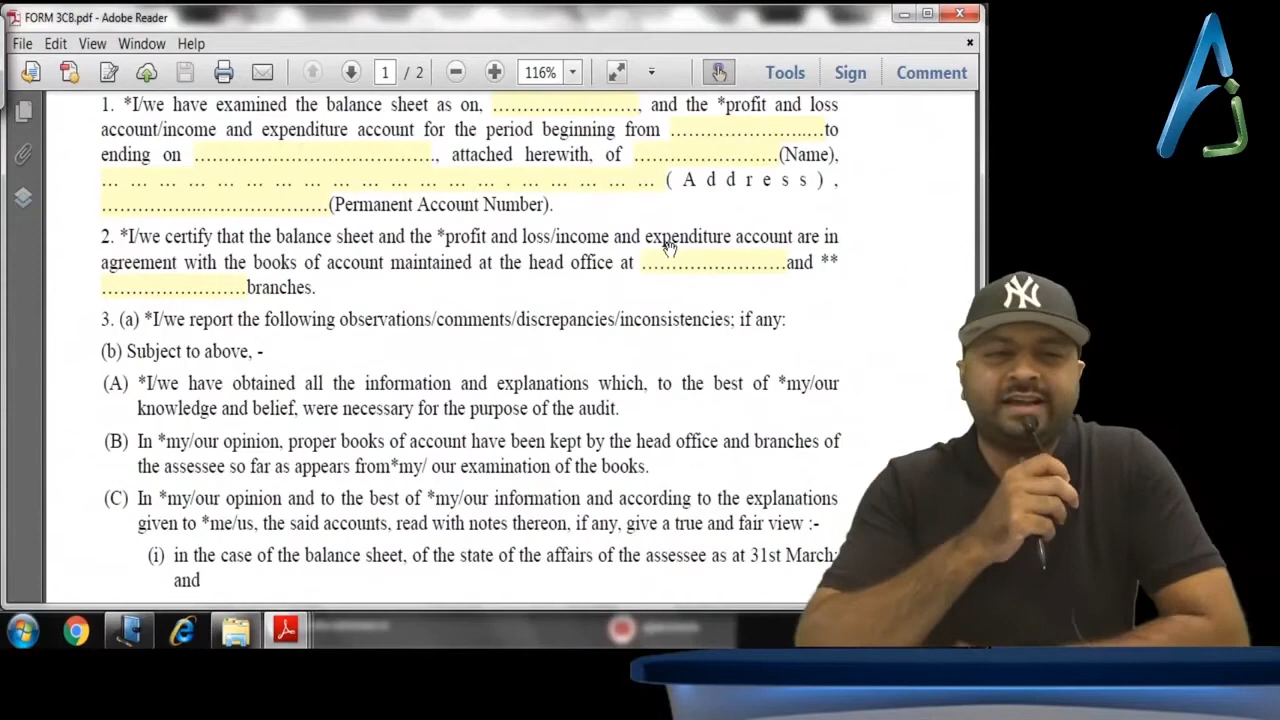 FORM 3CB.pdf - Adobe Reader
File Edit View Window Help
1 / 2 116% Tools Sign Comment
1. *I/we have examined the balance sheet as on, ……………………, and the *profit and loss
account/income and expenditure account for the period beginning from …………………..…to
ending on …………………………………., attached herewith, of ……………………(Name),
… … … … … … … … … … … … . … … … … (Address),
……………..…………………(Permanent Account Number).
2. *I/we certify that the balance sheet and the *profit and loss/income and expenditure account are in
agreement with the books of account maintained at the head office at ……………………and **
……………………branches.
3. (a) *I/we report the following observations/comments/discrepancies/inconsistencies; if any:
(b) Subject to above, -
(A) *I/we have obtained all the information and explanations which, to the best of *my/our
knowledge and belief, were necessary for the purpose of the audit.
(B) In *my/our opinion, proper books of account have been kept by the head office and branches of
the assessee so far as appears from*my/ our examination of the books.
(C) In *my/our opinion and to the best of *my/our information and according to the explanations
given to *me/us, the said accounts, read with notes thereon, if any, give a true and fair view :-
(i) in the case of the balance sheet, of the state of the affairs of the assessee as at 31st March;
and
NY
AJ